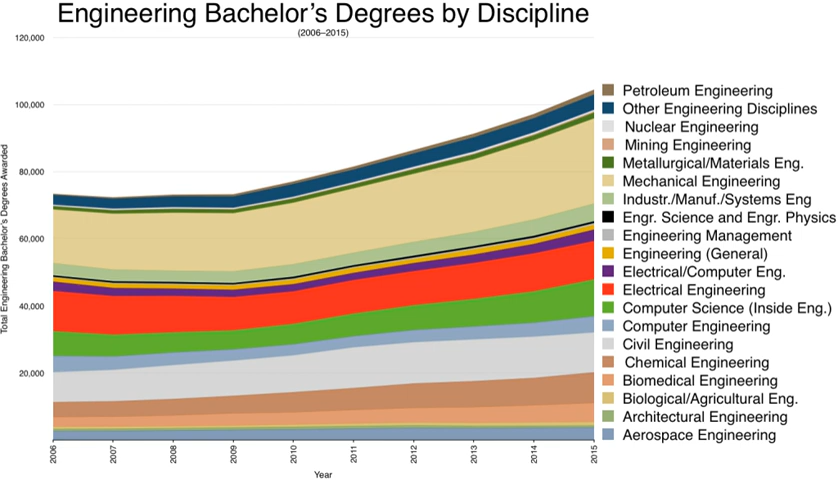 Engineering Bachelor’s Degrees by Discipline
(2006–2015)
Total Engineering Bachelor’s Degrees Awarded
120,000
100,000
80,000
60,000
40,000
20,000
2006
2007
2008
2009
2010
2011
2012
2013
2014
2015
Year
Petroleum Engineering
Other Engineering Disciplines
Nuclear Engineering
Mining Engineering
Metallurgical/Materials Eng.
Mechanical Engineering
Industr./Manuf./Systems Eng
Engr. Science and Engr. Physics
Engineering Management
Engineering (General)
Electrical/Computer Eng.
Electrical Engineering
Computer Science (Inside Eng.)
Computer Engineering
Civil Engineering
Chemical Engineering
Biomedical Engineering
Biological/Agricultural Eng.
Architectural Engineering
Aerospace Engineering